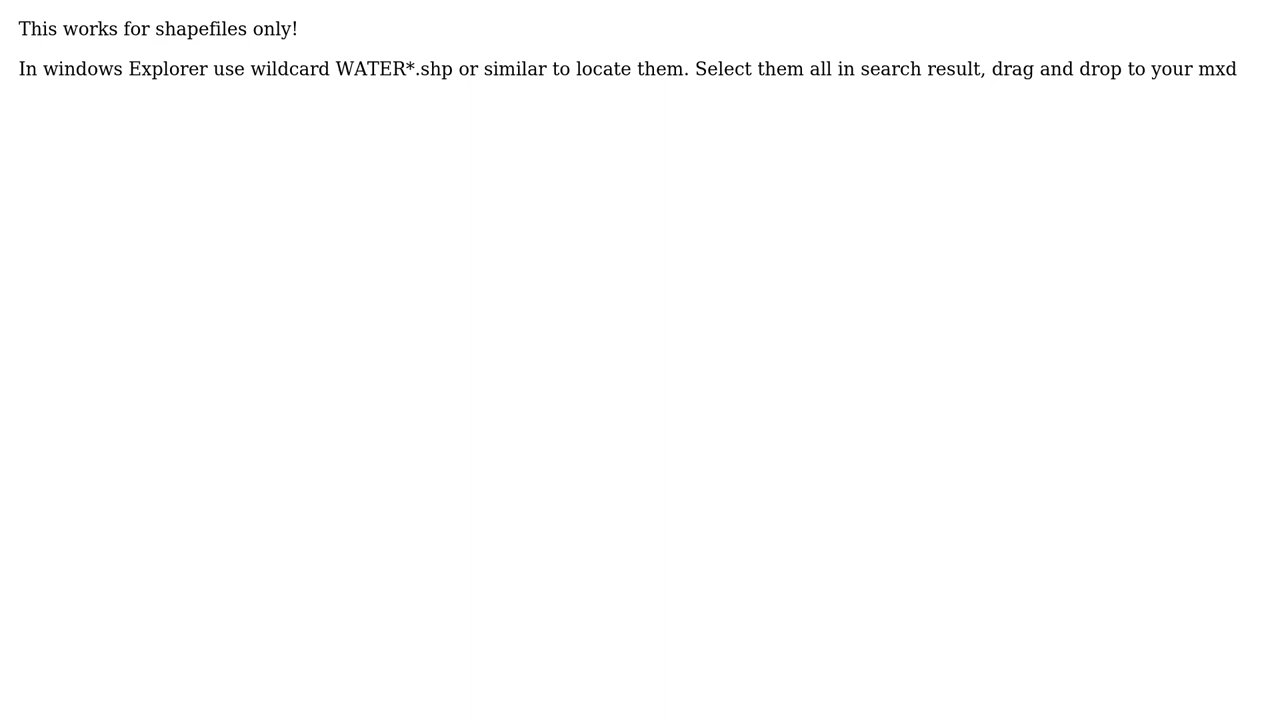 This works for shapefiles only!
In windows Explorer use wildcard WATER*.shp or similar to locate them. Select them all in search result, drag and drop to your mxd